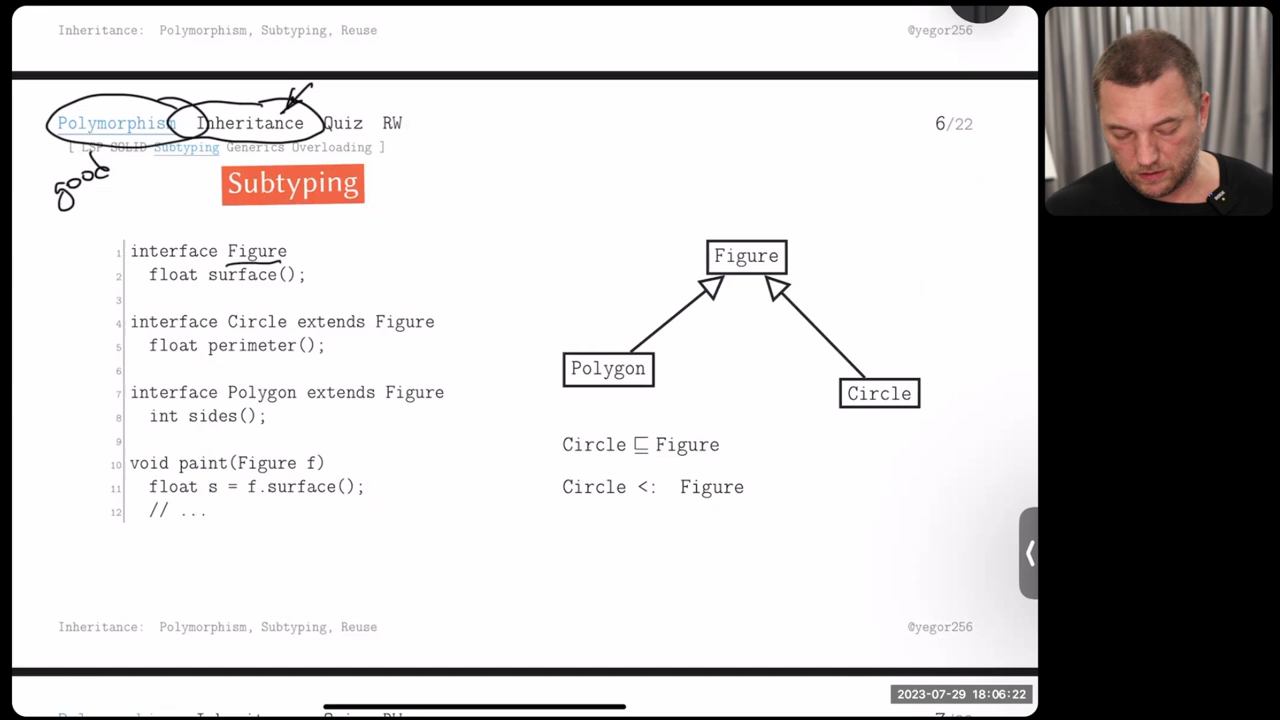 Inheritance: Polymorphism, Subtyping, Reuse @yegor256
Polymorphism Inheritance Quiz RW 6/22
[ LSP SOLID Subtyping Generics Overloading ]
good
Subtyping
1 interface Figure
2 float surface();
3
4 interface Circle extends Figure
5 float perimeter();
6
7 interface Polygon extends Figure
8 int sides();
9
10 void paint(Figure f)
11 float s = f.surface();
12 // ...
Figure
Polygon
Circle
Circle ⊑ Figure
Circle <: Figure
Inheritance: Polymorphism, Subtyping, Reuse @yegor256
2023-07-29 18:06:22